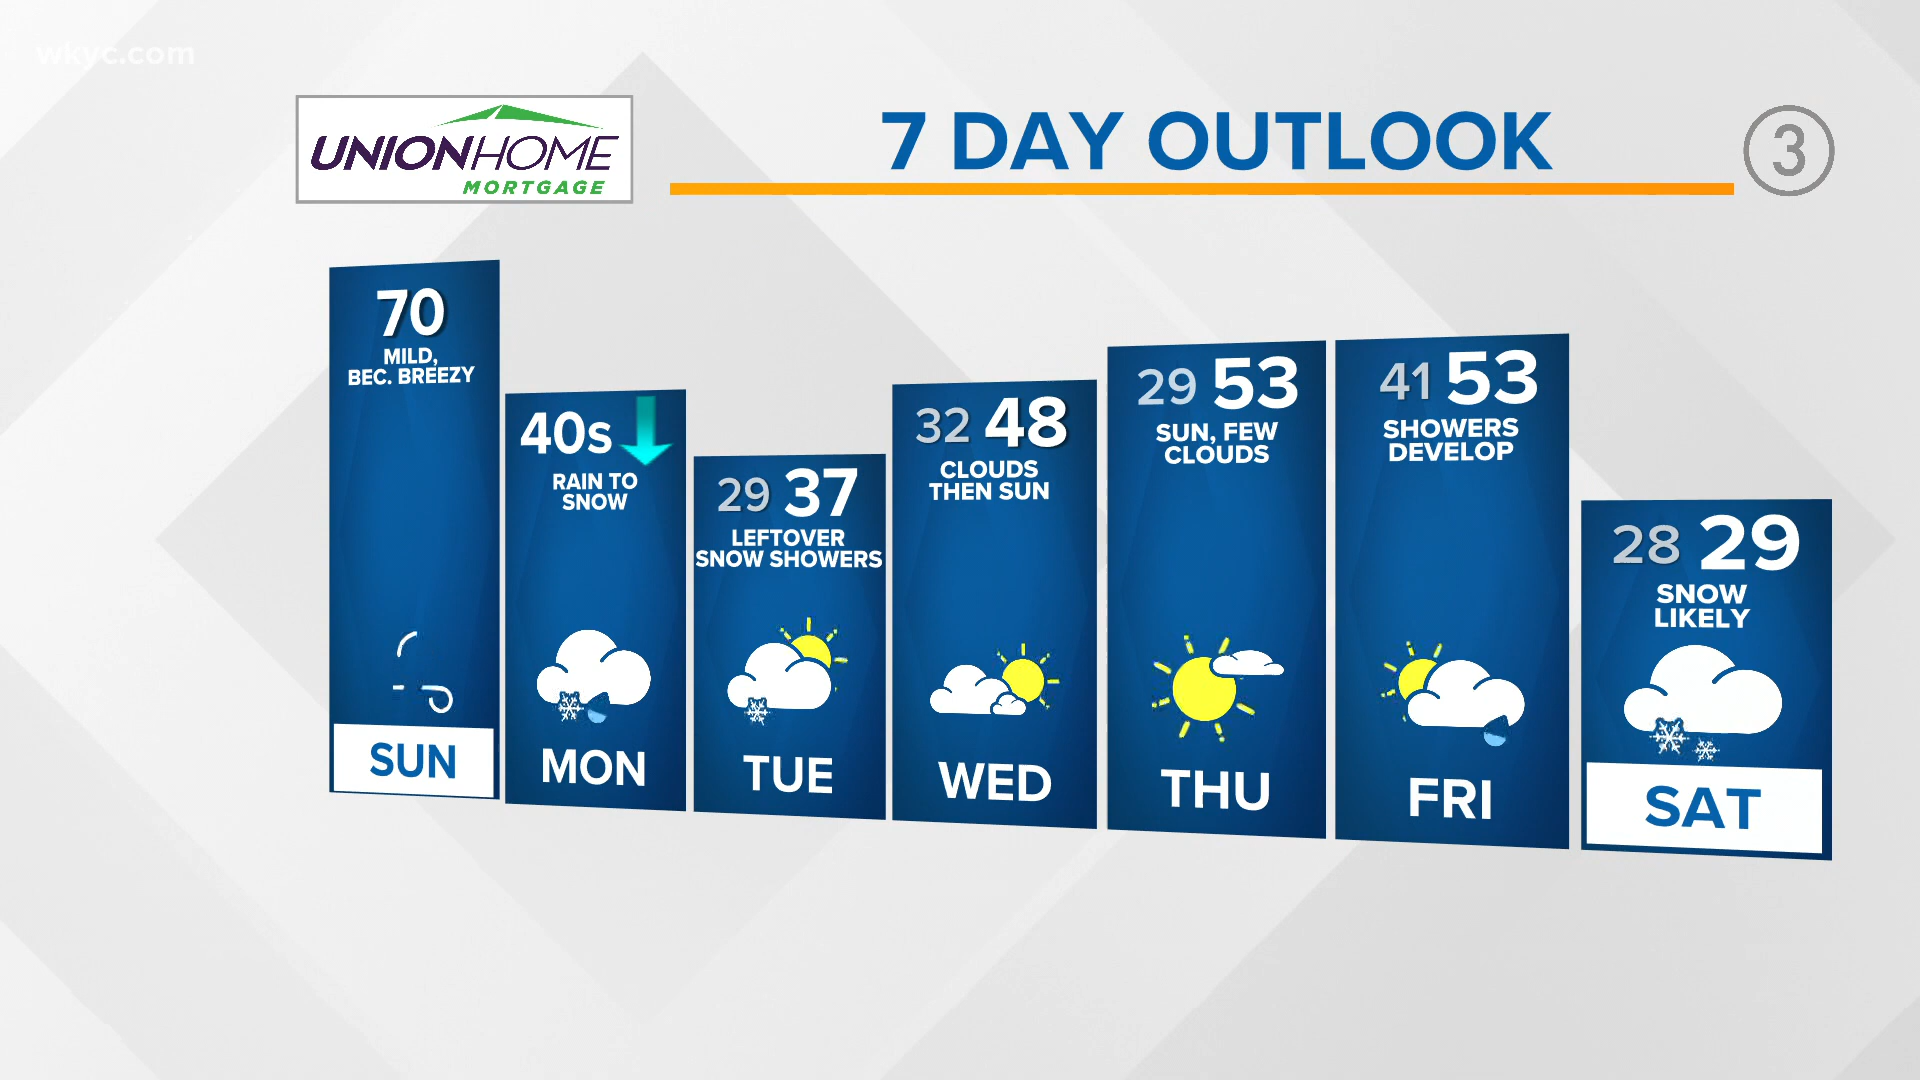 wkyc.com
UNIONHOME
MORTGAGE
7 DAY OUTLOOK
3
70
MILD,
BEC. BREEZY
SUN
40s
RAIN TO
SNOW
MON
29 37
LEFTOVER
SNOW SHOWERS
TUE
32 48
CLOUDS
THEN SUN
WED
29 53
SUN, FEW
CLOUDS
THU
41 53
SHOWERS
DEVELOP
FRI
28 29
SNOW
LIKELY
SAT